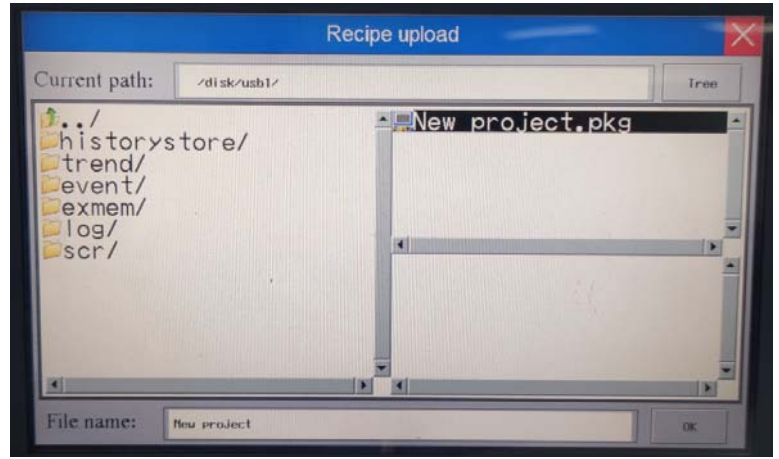 Recipe upload
Current path: /disk/usb1/ Tree
../
historystore/
trend/
event/
exmem/
log/
scr/
New project.pkg
File name: New project OK